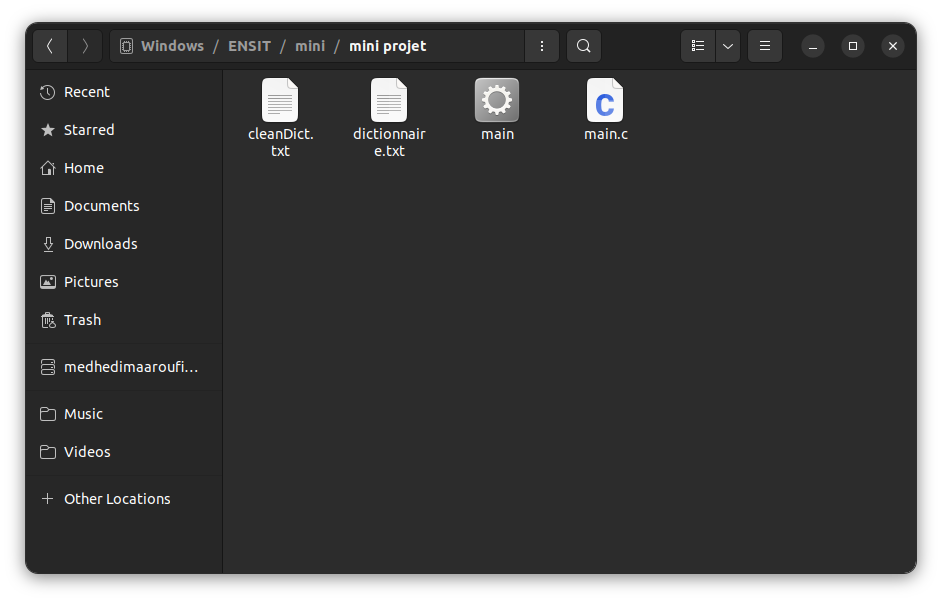 Windows / ENSIT / mini / mini projet
Recent
Starred
Home
Documents
Downloads
Pictures
Trash
medhedimaaroufi...
Music
Videos
Other Locations
cleanDict.
txt
dictionnair
e.txt
main
C
main.c